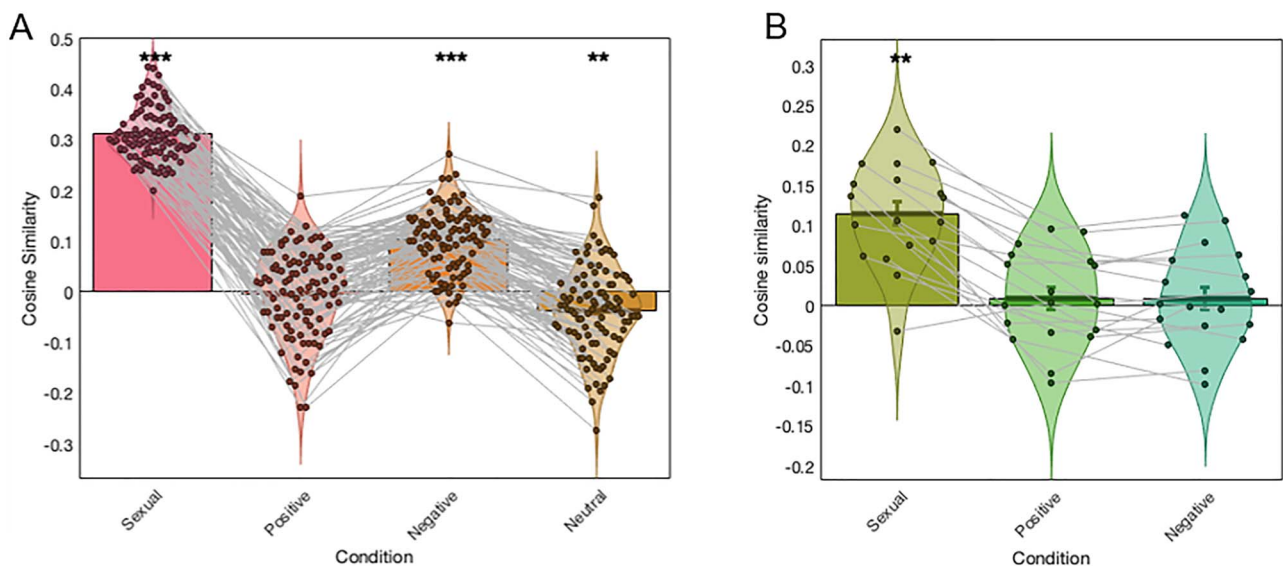 A
Cosine Similarity
0.5
0.4
0.3
0.2
0.1
0
-0.1
-0.2
-0.3
***
***
**
Sexual
Positive
Negative
Neutral
Condition
B
Cosine similarity
0.3
0.25
0.2
0.15
0.1
0.05
0
-0.05
-0.1
-0.15
-0.2
**
Sexual
Positive
Negative
Condition